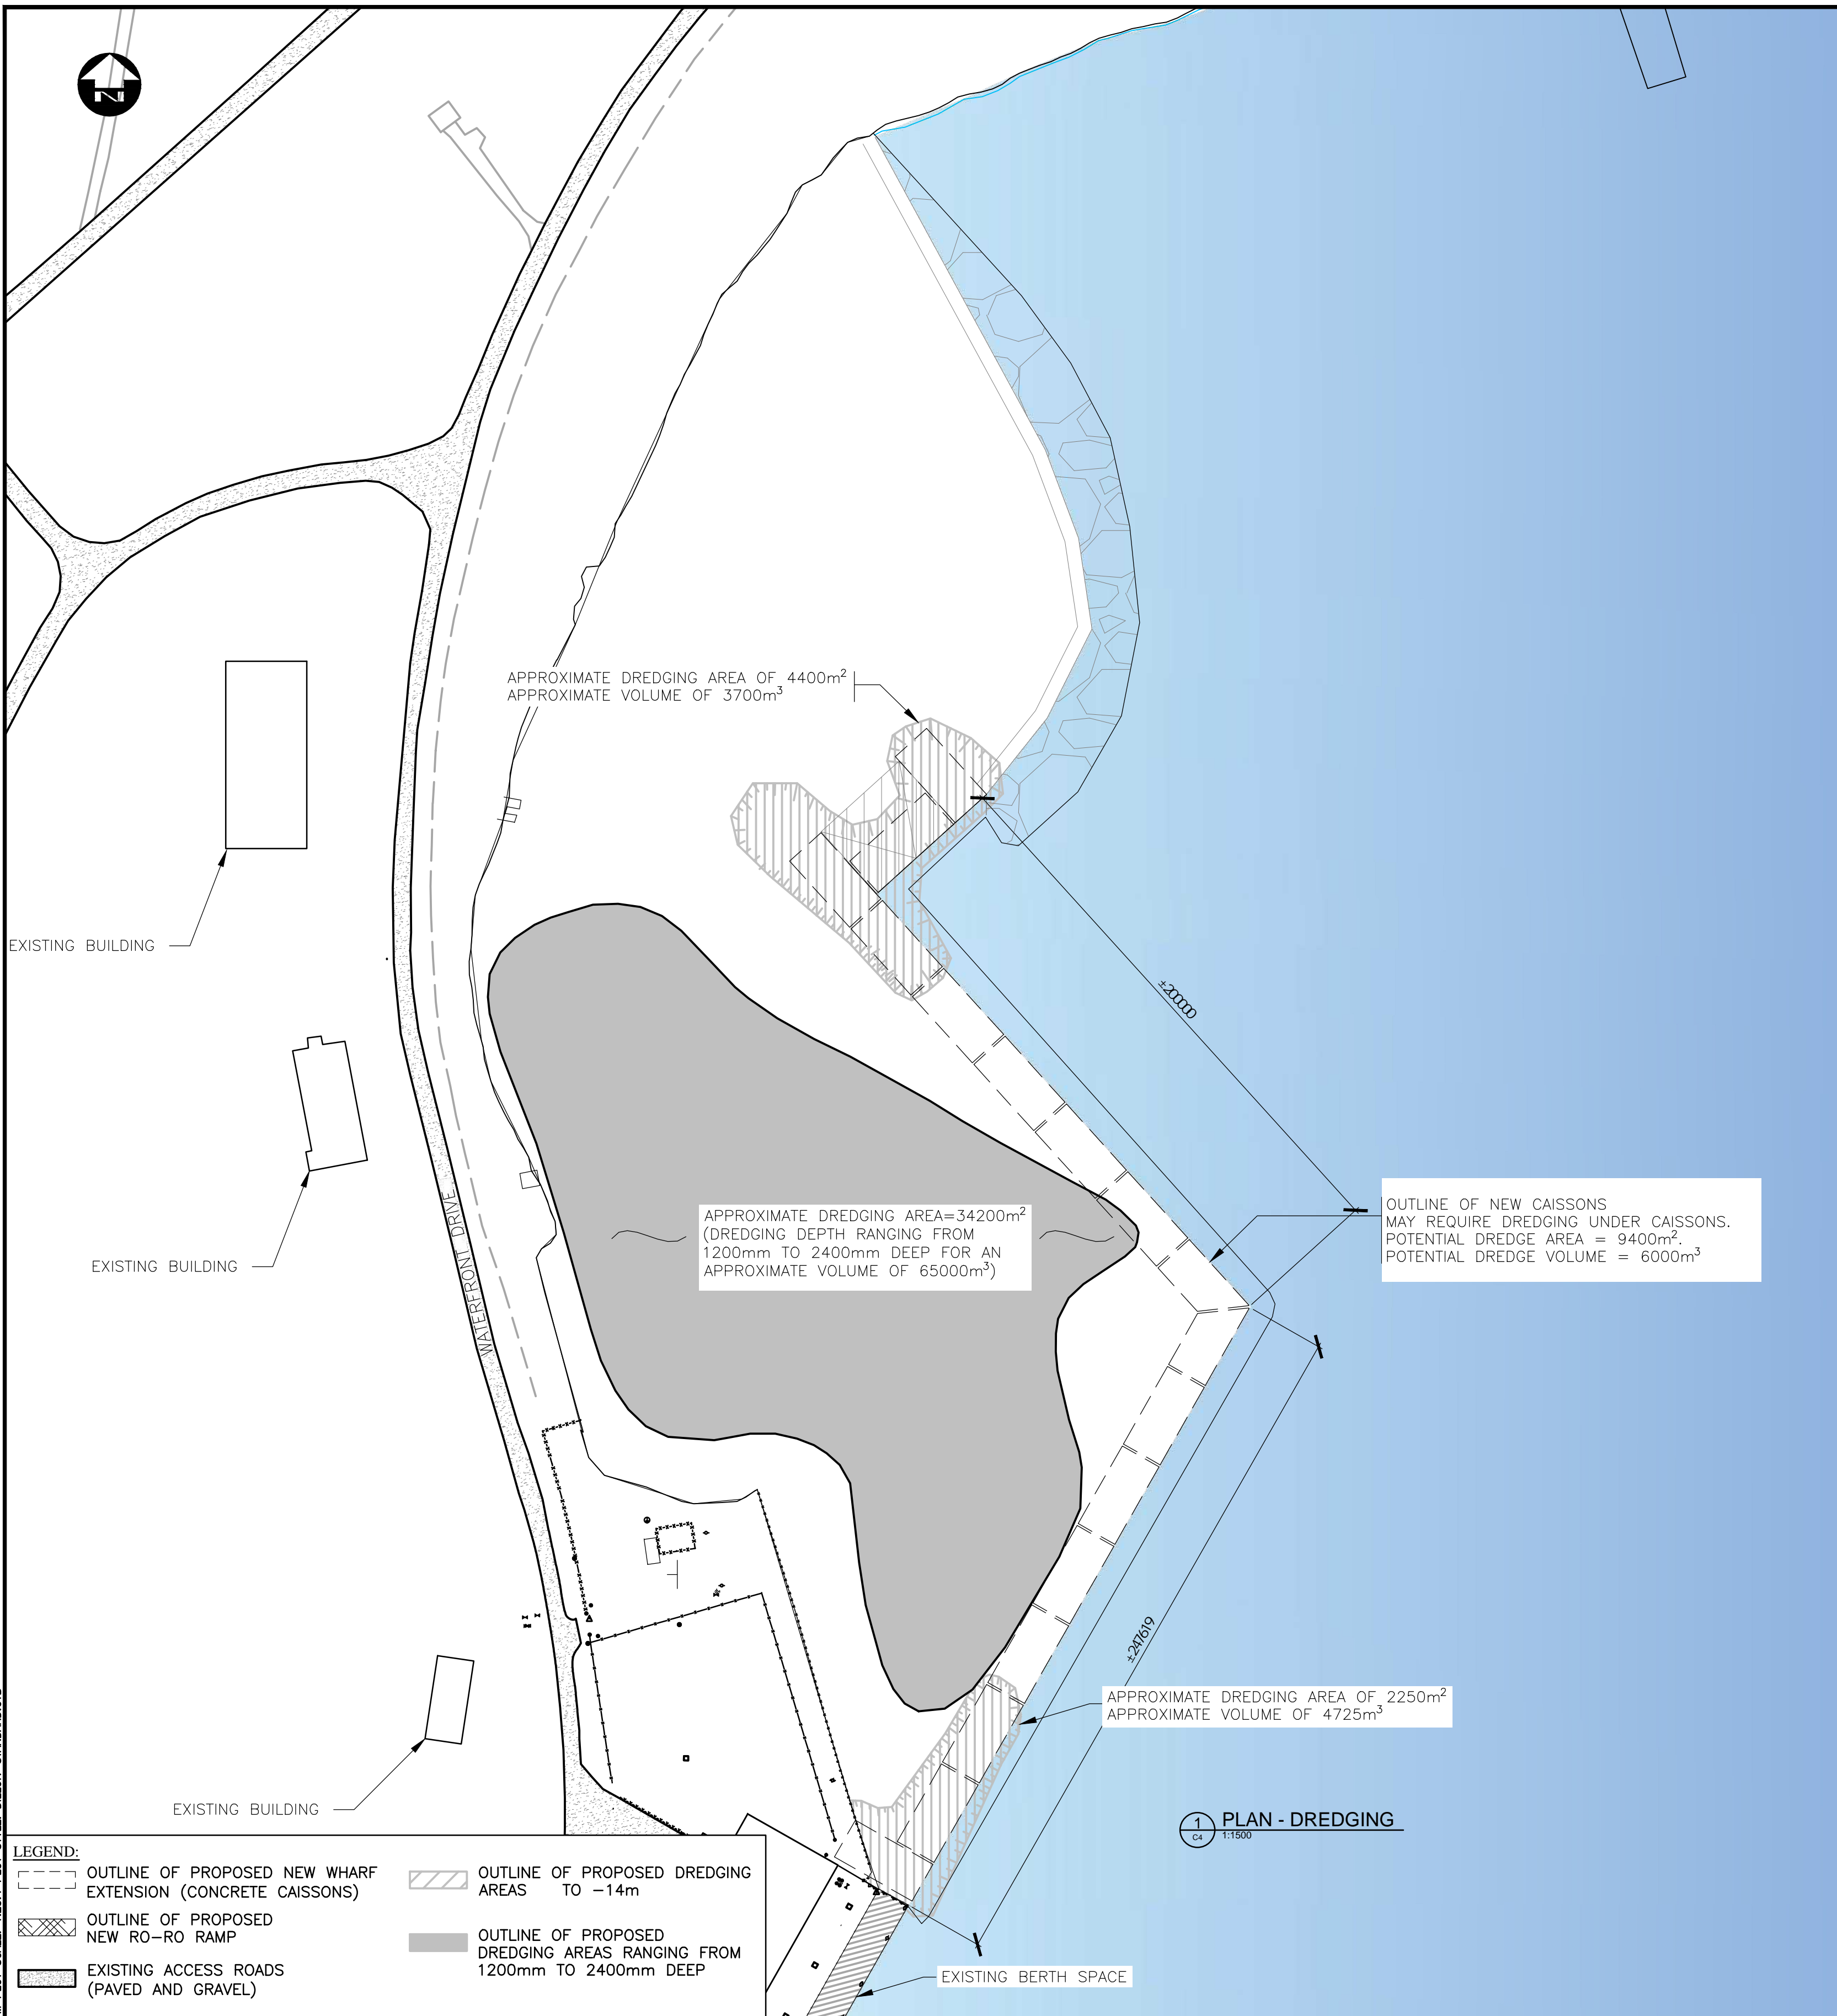 N
APPROXIMATE DREDGING AREA OF 4400m²
APPROXIMATE VOLUME OF 3700m³
EXISTING BUILDING
±200000
WATERFRONT DRIVE
APPROXIMATE DREDGING AREA=34200m²
(DREDGING DEPTH RANGING FROM
1200mm TO 2400mm DEEP FOR AN
APPROXIMATE VOLUME OF 65000m³)
OUTLINE OF NEW CAISSONS
MAY REQUIRE DREDGING UNDER CAISSONS.
POTENTIAL DREDGE AREA = 9400m².
POTENTIAL DREDGE VOLUME = 6000m³
EXISTING BUILDING
±247619
APPROXIMATE DREDGING AREA OF 2250m²
APPROXIMATE VOLUME OF 4725m³
EXISTING BUILDING
1
C4
PLAN - DREDGING
1:1500
EXISTING BERTH SPACE
LEGEND:
OUTLINE OF PROPOSED NEW WHARF
EXTENSION (CONCRETE CAISSONS)
OUTLINE OF PROPOSED
NEW RO-RO RAMP
EXISTING ACCESS ROADS
(PAVED AND GRAVEL)
OUTLINE OF PROPOSED DREDGING
AREAS TO -14m
OUTLINE OF PROPOSED
DREDGING AREAS RANGING FROM
1200mm TO 2400mm DEEP